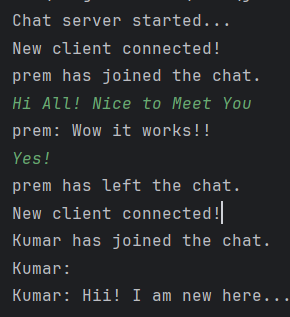 Chat server started...
New client connected!
prem has joined the chat.
Hi All! Nice to Meet You
prem: Wow it works!!
Yes!
prem has left the chat.
New client connected!
Kumar has joined the chat.
Kumar:
Kumar: Hii! I am new here...